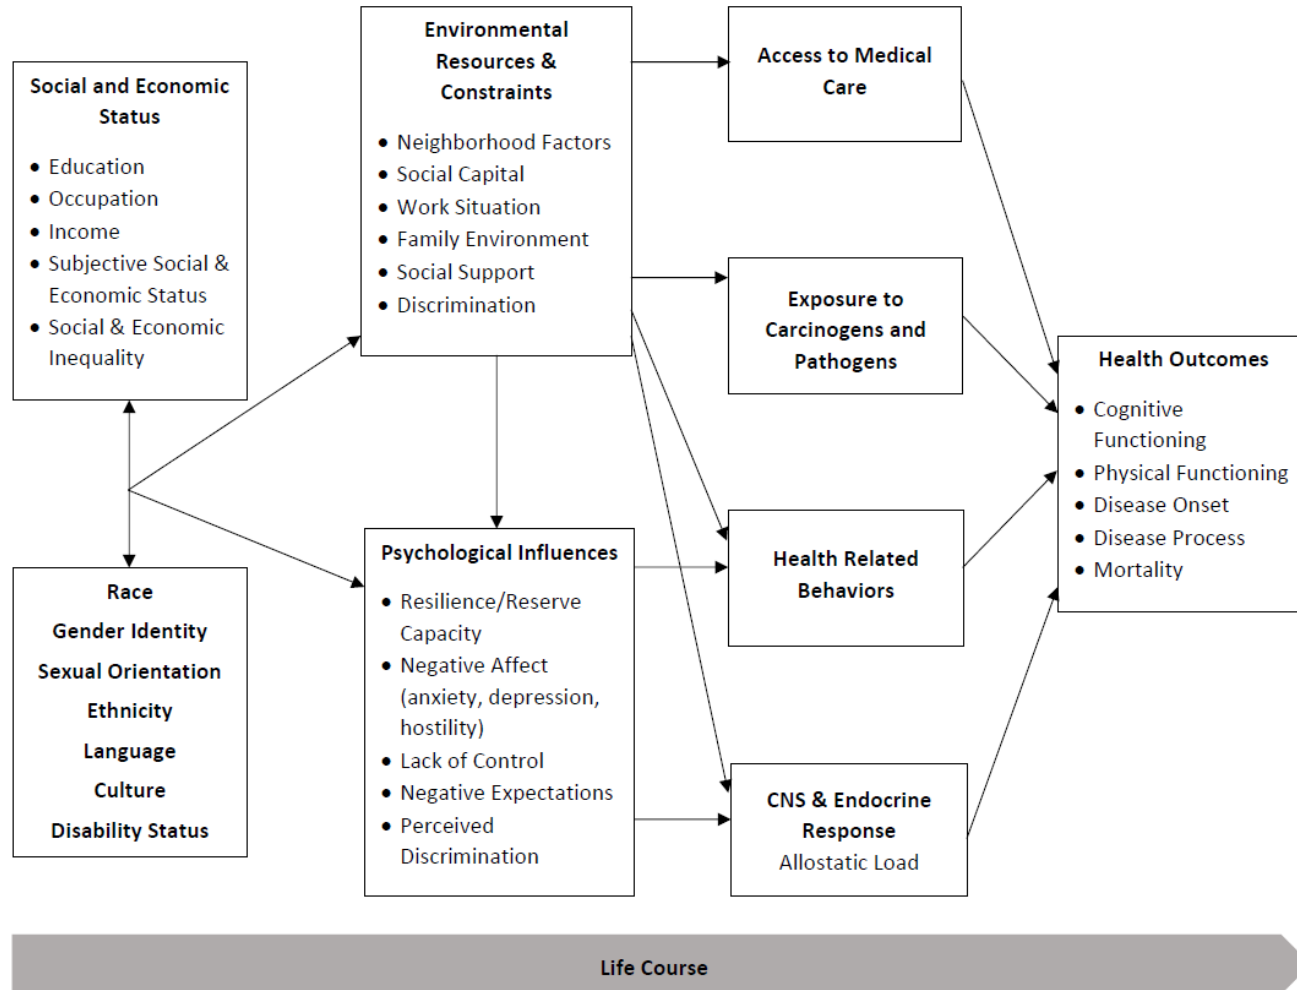 Social and Economic
Status
• Education
• Occupation
• Income
• Subjective Social &
Economic Status
• Social & Economic
Inequality
Race
Gender Identity
Sexual Orientation
Ethnicity
Language
Culture
Disability Status
Environmental
Resources &
Constraints
• Neighborhood Factors
• Social Capital
• Work Situation
• Family Environment
• Social Support
• Discrimination
Psychological Influences
• Resilience/Reserve
Capacity
• Negative Affect
(anxiety, depression,
hostility)
• Lack of Control
• Negative Expectations
• Perceived
Discrimination
Access to Medical
Care
Exposure to
Carcinogens and
Pathogens
Health Related
Behaviors
CNS & Endocrine
Response
Allostatic Load
Health Outcomes
• Cognitive
Functioning
• Physical Functioning
• Disease Onset
• Disease Process
• Mortality
Life Course